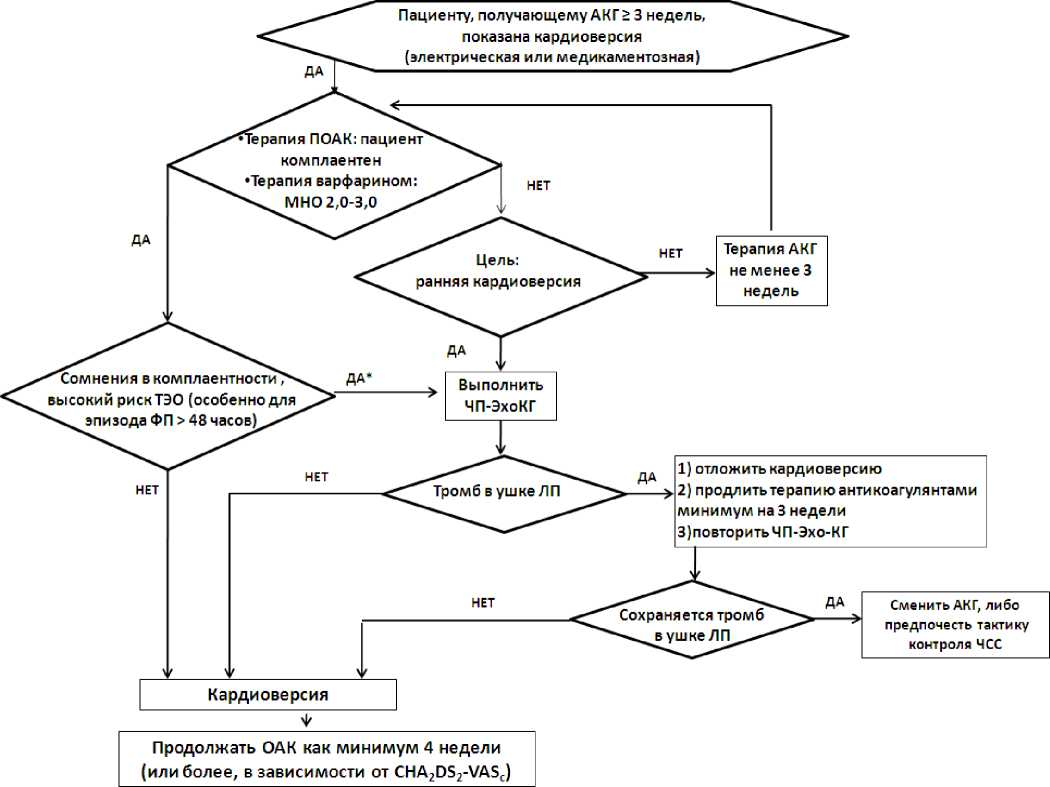 Пациенту, получающему АКГ ≥ 3 недель,
показана кардиоверсия
(электрическая или медикаментозная)
ДА
•Терапия ПОАК: пациент
комплаентен
•Терапия варфарином:
МНО 2,0-3,0
НЕТ
ДА
Цель:
ранняя кардиоверсия
НЕТ
Терапия АКГ
не менее 3
недель
ДА
Сомнения в комплаентности ,
высокий риск ТЭО (особенно для
эпизода ФП > 48 часов)
ДА*
Выполнить
ЧП-ЭхоКГ
НЕТ
НЕТ
Тромб в ушке ЛП
ДА
1) отложить кардиоверсию
2) продлить терапию антикоагулянтами
минимум на 3 недели
3)повторить ЧП-Эхо-КГ
НЕТ
Сохраняется тромб
в ушке ЛП
ДА
Сменить АКГ, либо
предпочесть тактику
контроля ЧСС
Кардиоверсия
Продолжать ОАК как минимум 4 недели
(или более, в зависимости от CHA₂DS₂-VASc)